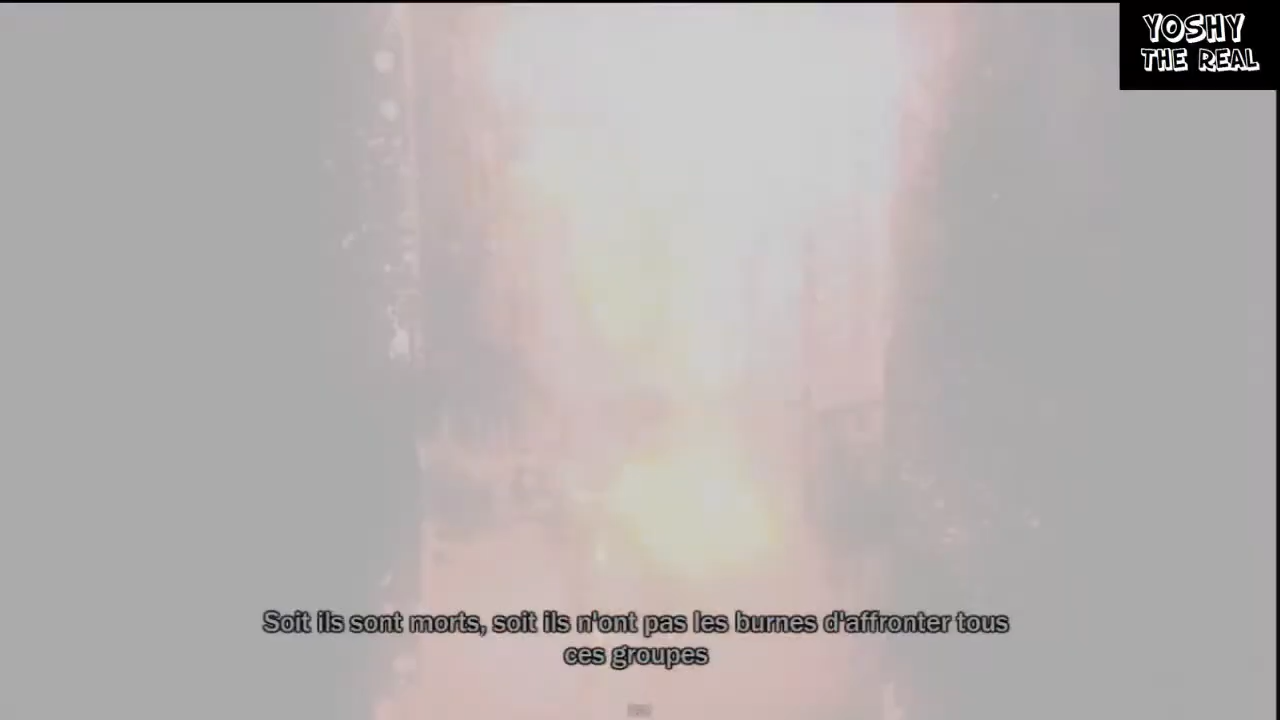 YOSHY
THE REAL
Soit ils sont morts, soit ils n'ont pas les burnes d'affronter tous
ces groupes